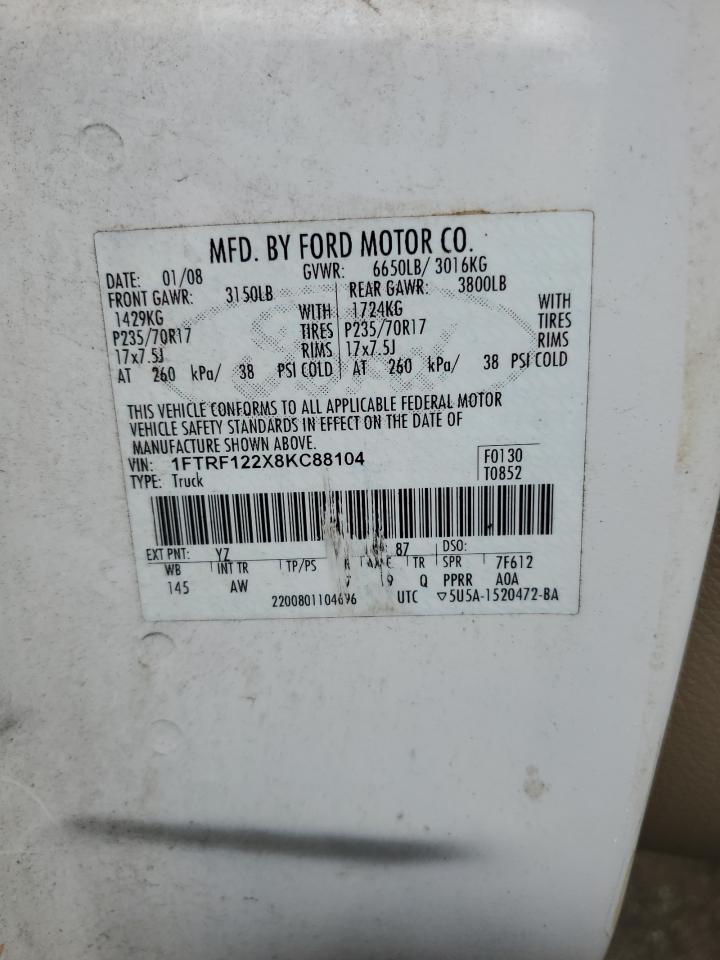 MFD. BY FORD MOTOR CO.
DATE: 01/08 GVWR: 6650LB/ 3016KG
FRONT GAWR: 3150LB REAR GAWR: 3800LB
1429KG WITH 1724KG WITH
P235/70R17 TIRES P235/70R17 TIRES
17x7.5J RIMS 17x7.5J RIMS
AT 260 kPa/ 38 PSI COLD AT 260 kPa/ 38 PSI COLD
THIS VEHICLE CONFORMS TO ALL APPLICABLE FEDERAL MOTOR
VEHICLE SAFETY STANDARDS IN EFFECT ON THE DATE OF
MANUFACTURE SHOWN ABOVE.
VIN: 1FTRF122X8KC88104 F0130
TYPE: Truck T0852
EXT PNT: YZ 87 DSO:
WB INT TR TP/PS R AXLE TR SPR 7F612
145 AW 7 9 Q PPRR A0A
2200801104696 UTC ▽5U5A-1520472-BA